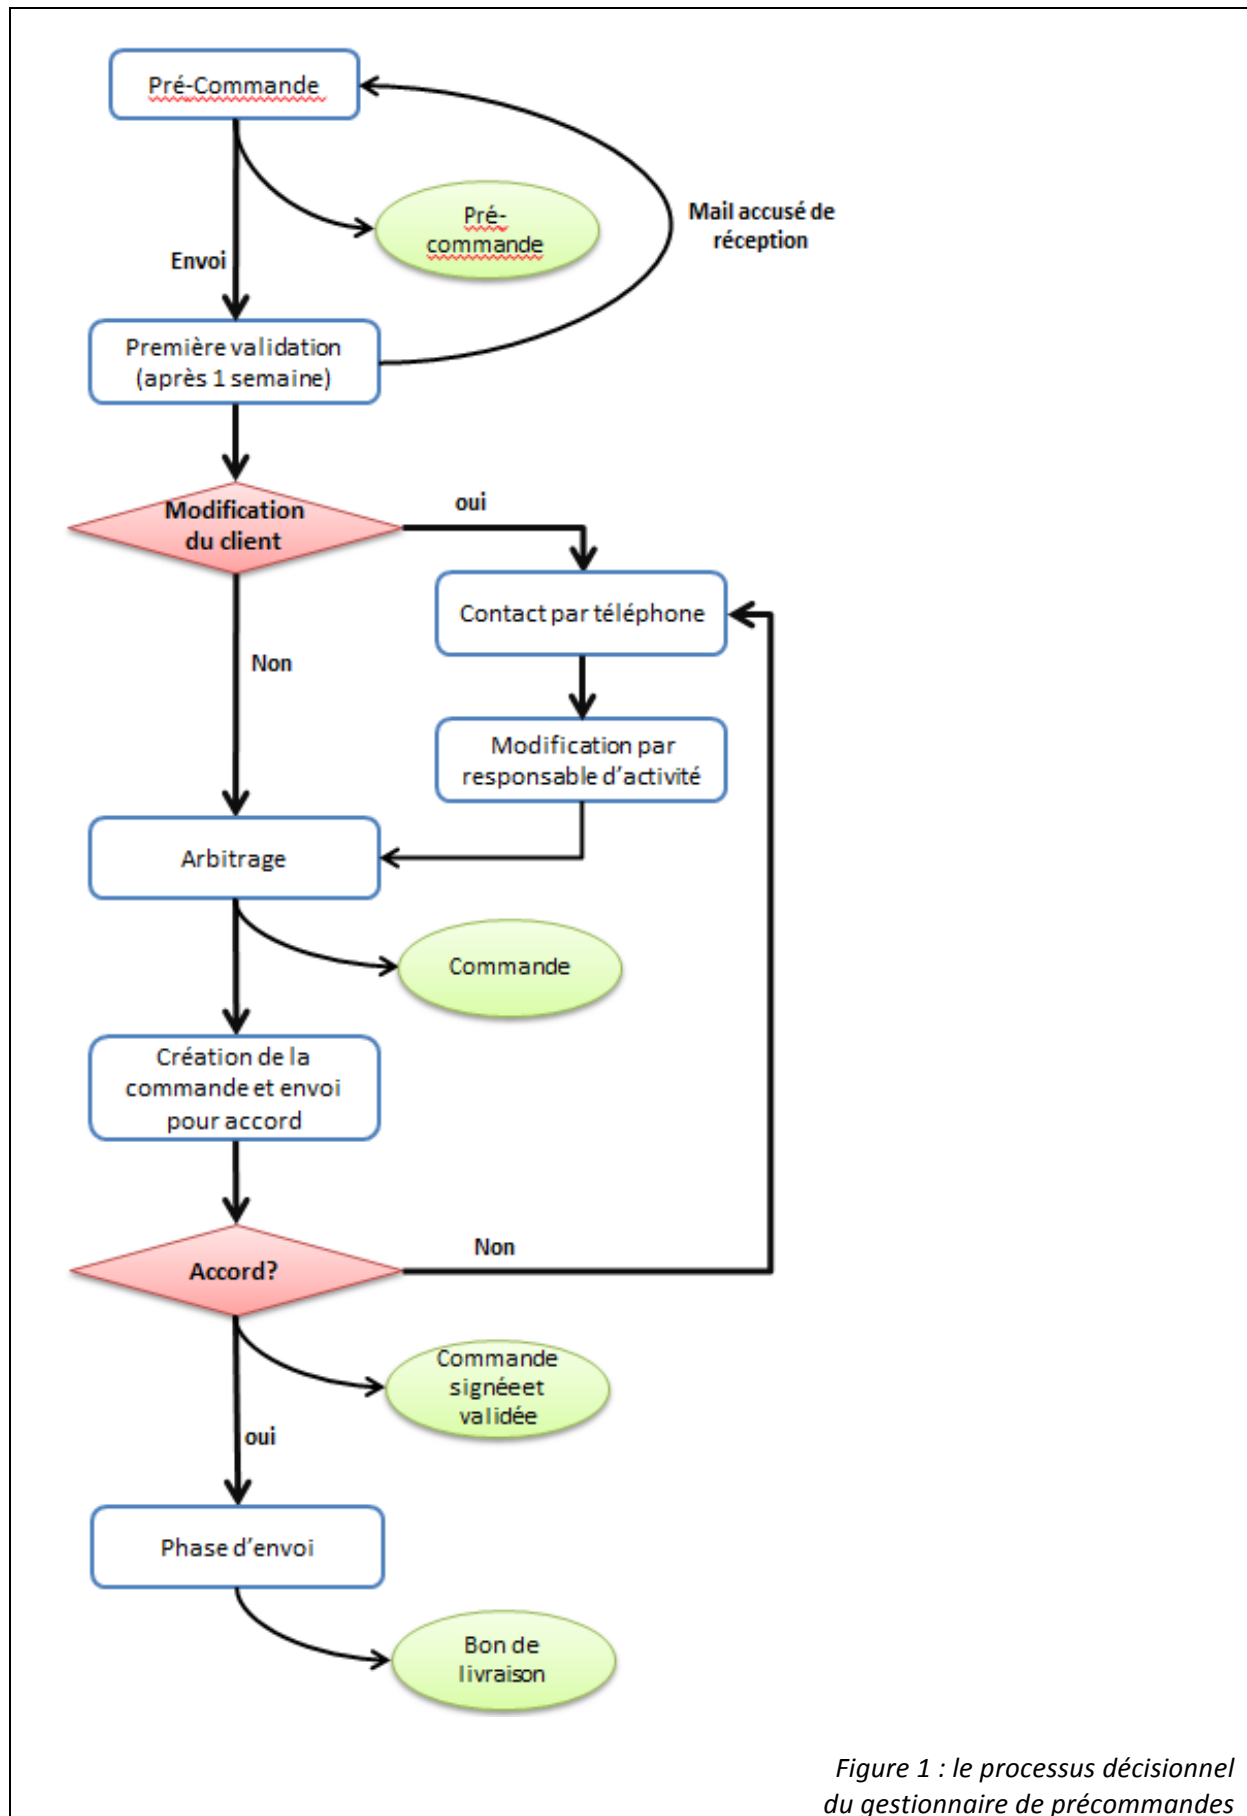 Pré-Commande
Pré-
commande
Mail accusé de
réception
Envoi
Première validation
(après 1 semaine)
Modification
du client
oui
Contact par téléphone
Non
Modification par
responsable d'activité
Arbitrage
Commande
Création de la
commande et envoi
pour accord
Accord?
Non
Commande
signée et
validée
oui
Phase d'envoi
Bon de
livraison
Figure 1 : le processus décisionnel
du gestionnaire de précommandes